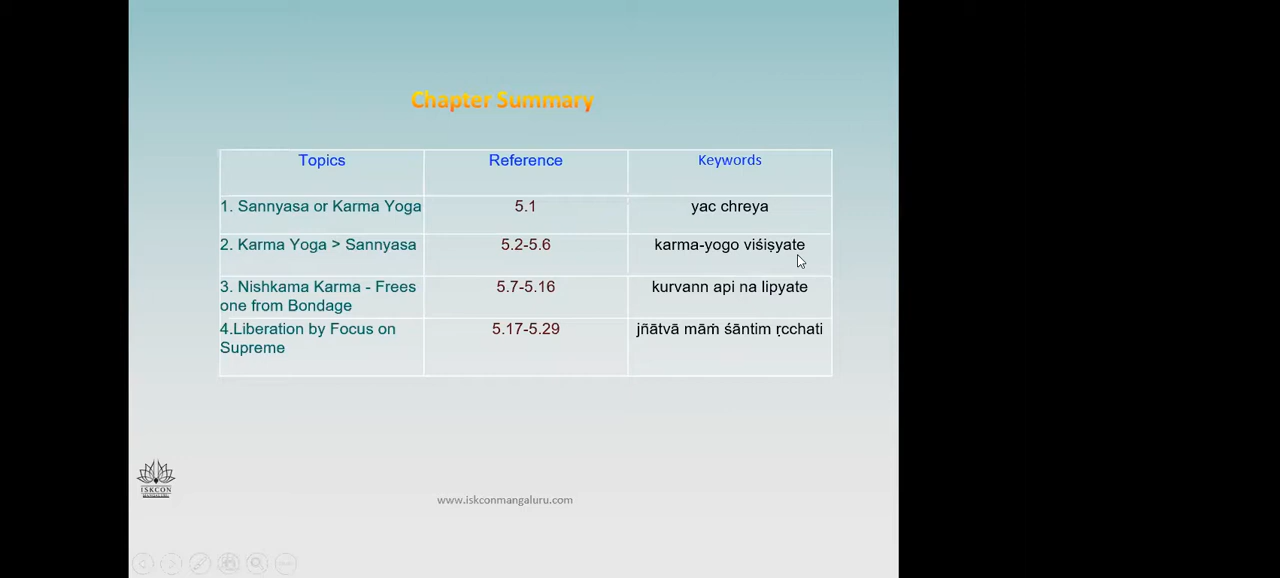 Chapter Summary
Topics Reference Keywords
1. Sannyasa or Karma Yoga 5.1 yac chreya
2. Karma Yoga > Sannyasa 5.2-5.6 karma-yogo viśiṣyate
3. Nishkama Karma - Frees one from Bondage 5.7-5.16 kurvann api na lipyate
4.Liberation by Focus on Supreme 5.17-5.29 jñātvā māṁ śāntim ṛcchati
ISKCON
www.iskconmangaluru.com